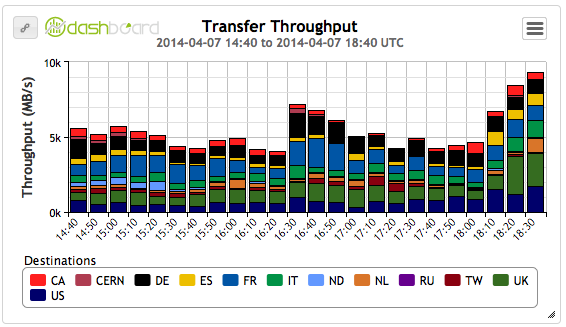 dashboard
Transfer Throughput
2014-04-07 14:40 to 2014-04-07 18:40 UTC
Throughput (MB/s)
10k
5k
0k
14:40 14:50 15:00 15:10 15:20 15:30 15:40 15:50 16:00 16:10 16:20 16:30 16:40 16:50 17:00 17:10 17:20 17:30 17:40 17:50 18:00 18:10 18:20 18:30
Destinations
CA CERN DE ES FR IT ND NL RU TW UK
US